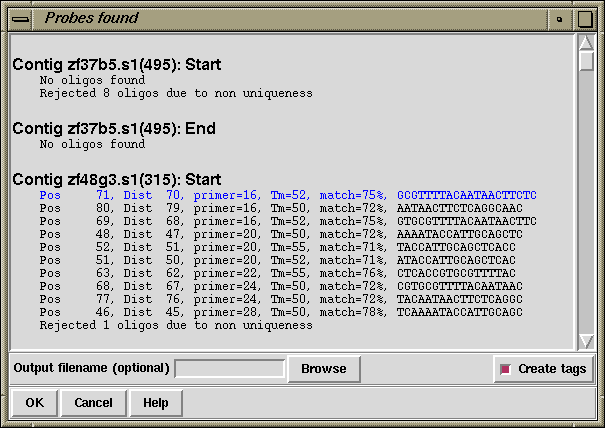 Probes found
Contig zf37b5.s1(495): Start
No oligos found
Rejected 8 oligos due to non uniqueness
Contig zf37b5.s1(495): End
No oligos found
Contig zf48g3.s1(315): Start
Pos     71, Dist  70, primer=16, Tm=52, match=75%, GCGTTTTACAATAACTTCTC
Pos     80, Dist  79, primer=16, Tm=50, match=72%, AATAACTTCTCAGGCAAC
Pos     69, Dist  68, primer=16, Tm=52, match=75%, GTGCGTTTTACAATAACTTC
Pos     48, Dist  47, primer=20, Tm=50, match=72%, AAAATACCATTGCAGCTC
Pos     52, Dist  51, primer=20, Tm=55, match=71%, TACCATTGCAGCTCACC
Pos     51, Dist  50, primer=20, Tm=52, match=71%, ATACCATTGCAGCTCAC
Pos     63, Dist  62, primer=22, Tm=55, match=76%, CTCACCGTGCGTTTTAC
Pos     68, Dist  67, primer=24, Tm=50, match=72%, CGTGCGTTTTACAATAAC
Pos     77, Dist  76, primer=24, Tm=50, match=72%, TACAATAACTTCTCAGGC
Pos     46, Dist  45, primer=28, Tm=50, match=78%, TCAAAATACCATTGCAGC
Rejected 1 oligos due to non uniqueness
Output filename (optional) Browse Create tags
OK Cancel Help